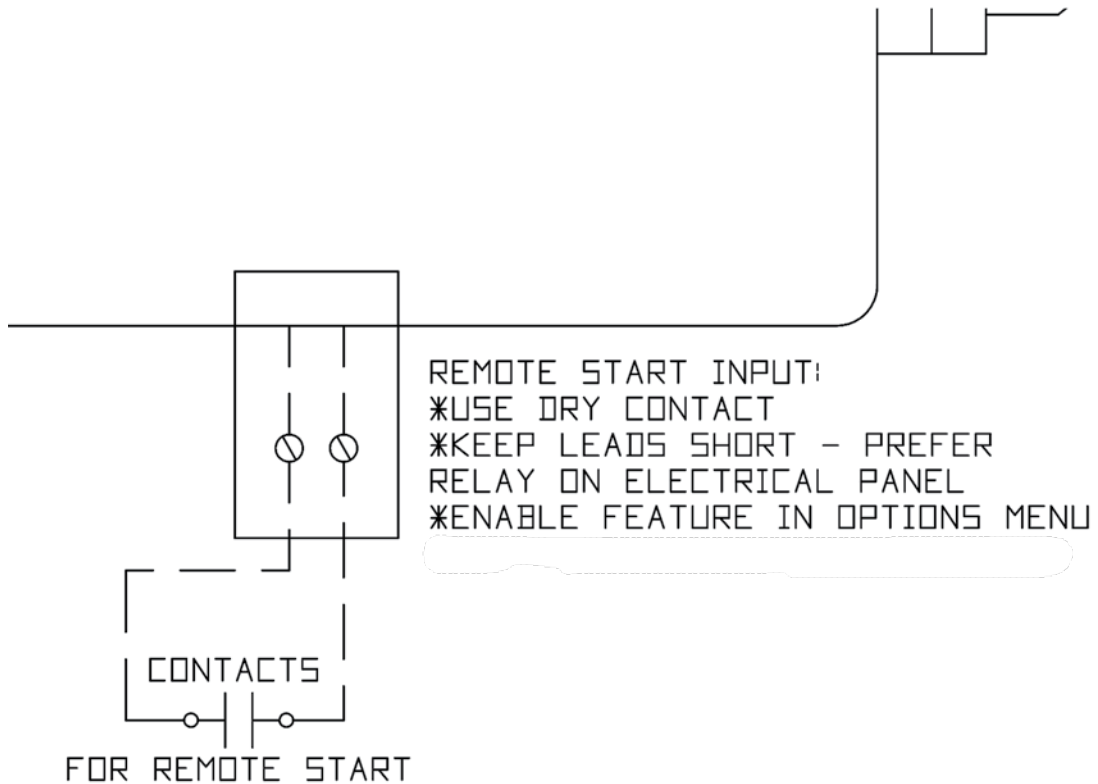 REMOTE START INPUT:
*USE DRY CONTACT
*KEEP LEADS SHORT - PREFER
RELAY ON ELECTRICAL PANEL
*ENABLE FEATURE IN OPTIONS MENU
CONTACTS
FOR REMOTE START